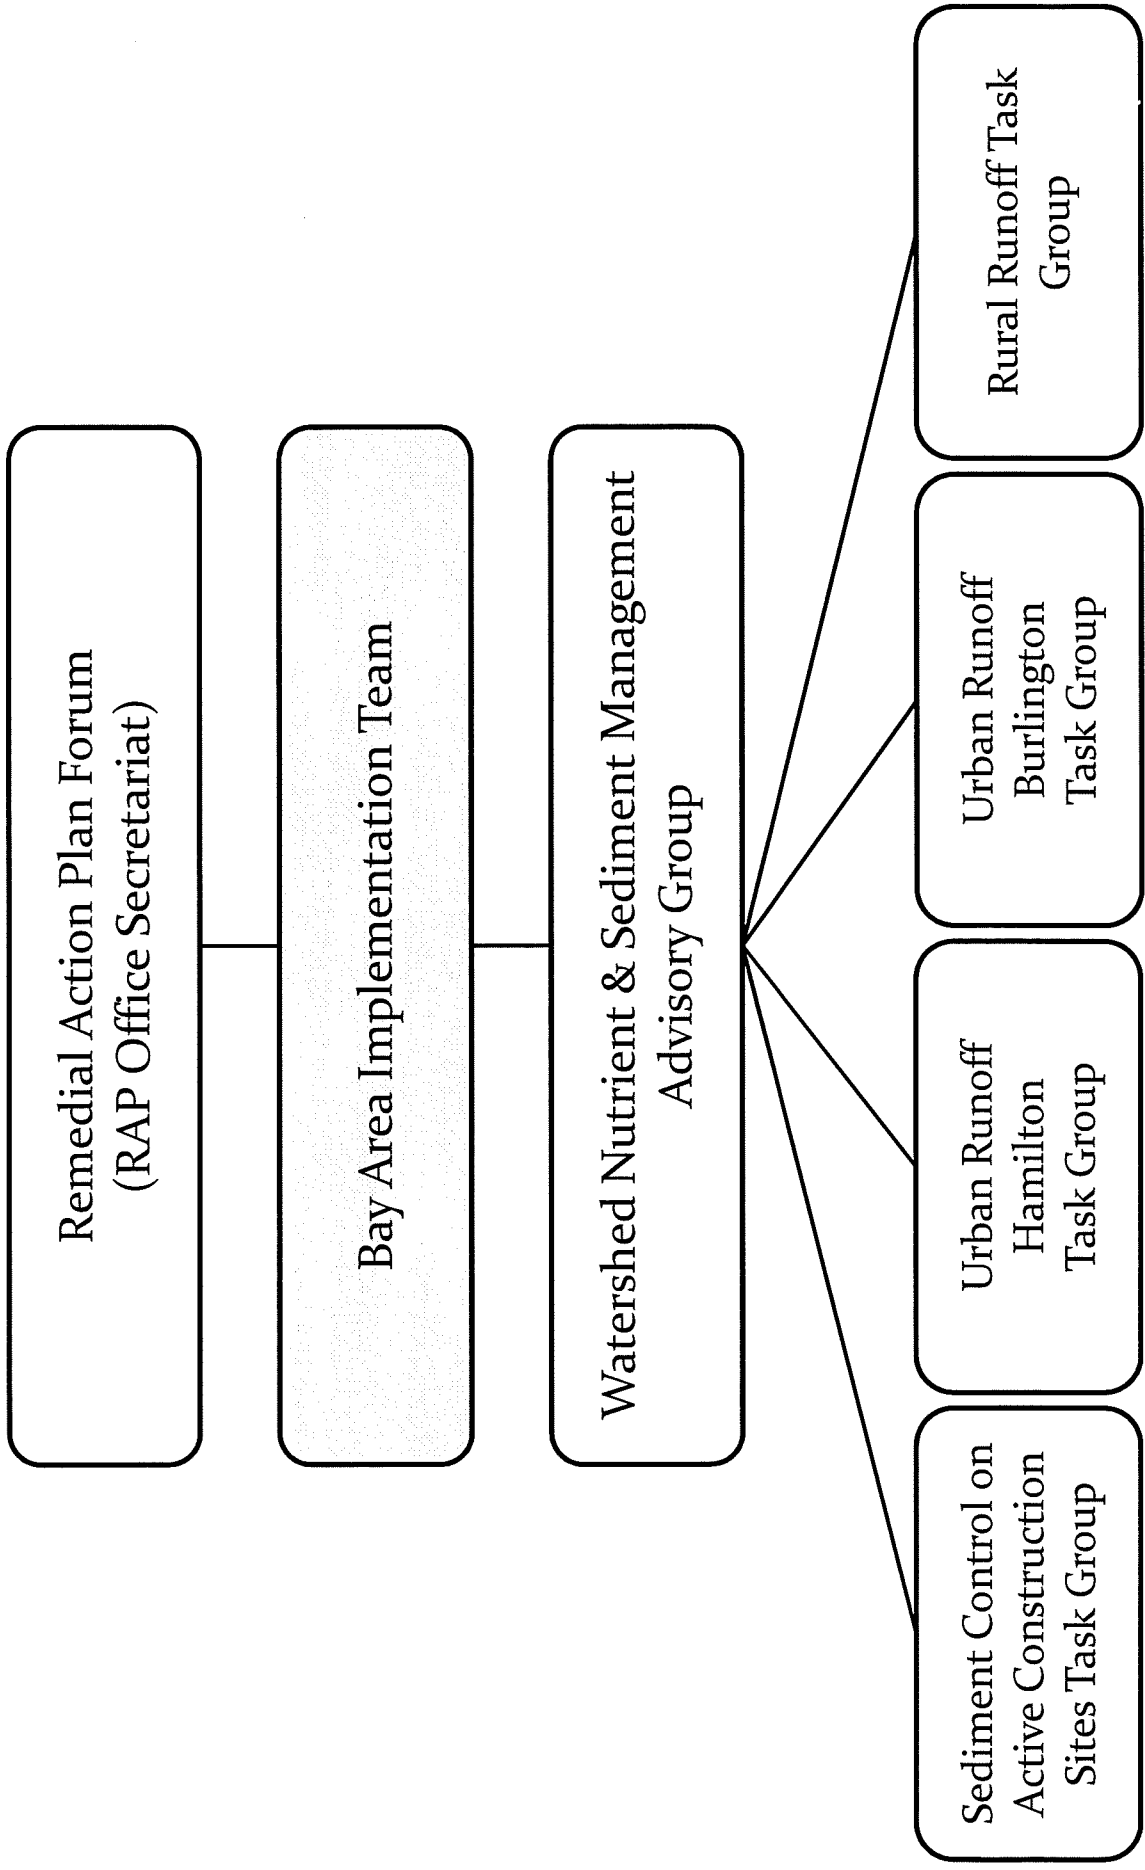 Remedial Action Plan Forum
(RAP Office Secretariat)
Bay Area Implementation Team
Watershed Nutrient & Sediment Management
Advisory Group
Sediment Control on
Active Construction
Sites Task Group
Urban Runoff
Hamilton
Task Group
Urban Runoff
Burlington
Task Group
Rural Runoff Task
Group